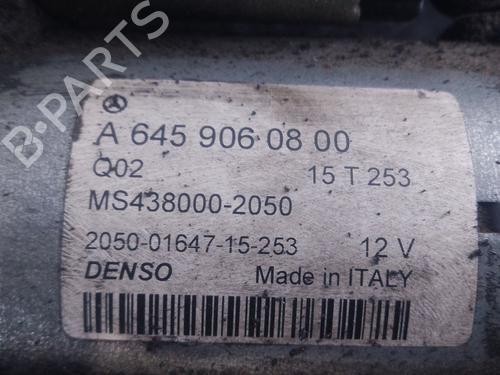 A 645 906 08 00
Q02 15 T 253
MS438000-2050
2050-01647-15-253 12 V
DENSO Made in ITALY
B-Parts